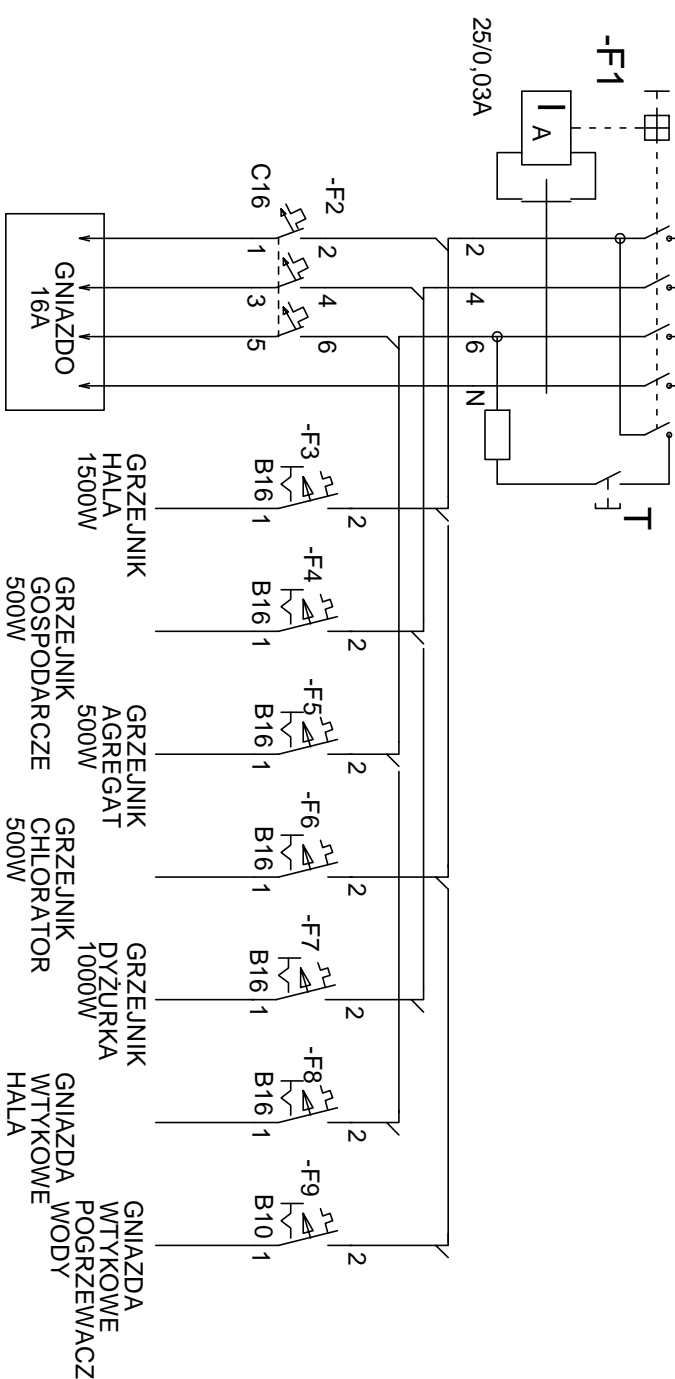 -F1
25/0,03A
I
A
T
2
4
6
N
-F2
C16
1
2
3
4
5
6
GNIAZDO
16A
-F3
B16
1
2
GRZEJNIK
HALA
1500W
-F4
B16
1
2
GRZEJNIK
GOSPODARCZE
500W
-F5
B16
1
2
GRZEJNIK
AGREGAT
500W
-F6
B16
1
2
GRZEJNIK
CHLORATOR
500W
-F7
B16
1
2
GRZEJNIK
DYŻURKA
1000W
-F8
B16
1
2
GNIAZDA
WTYKOWE
HALA
-F9
B10
1
2
GNIAZDA
WTYKOWE
POGRZEWACZ
WODY